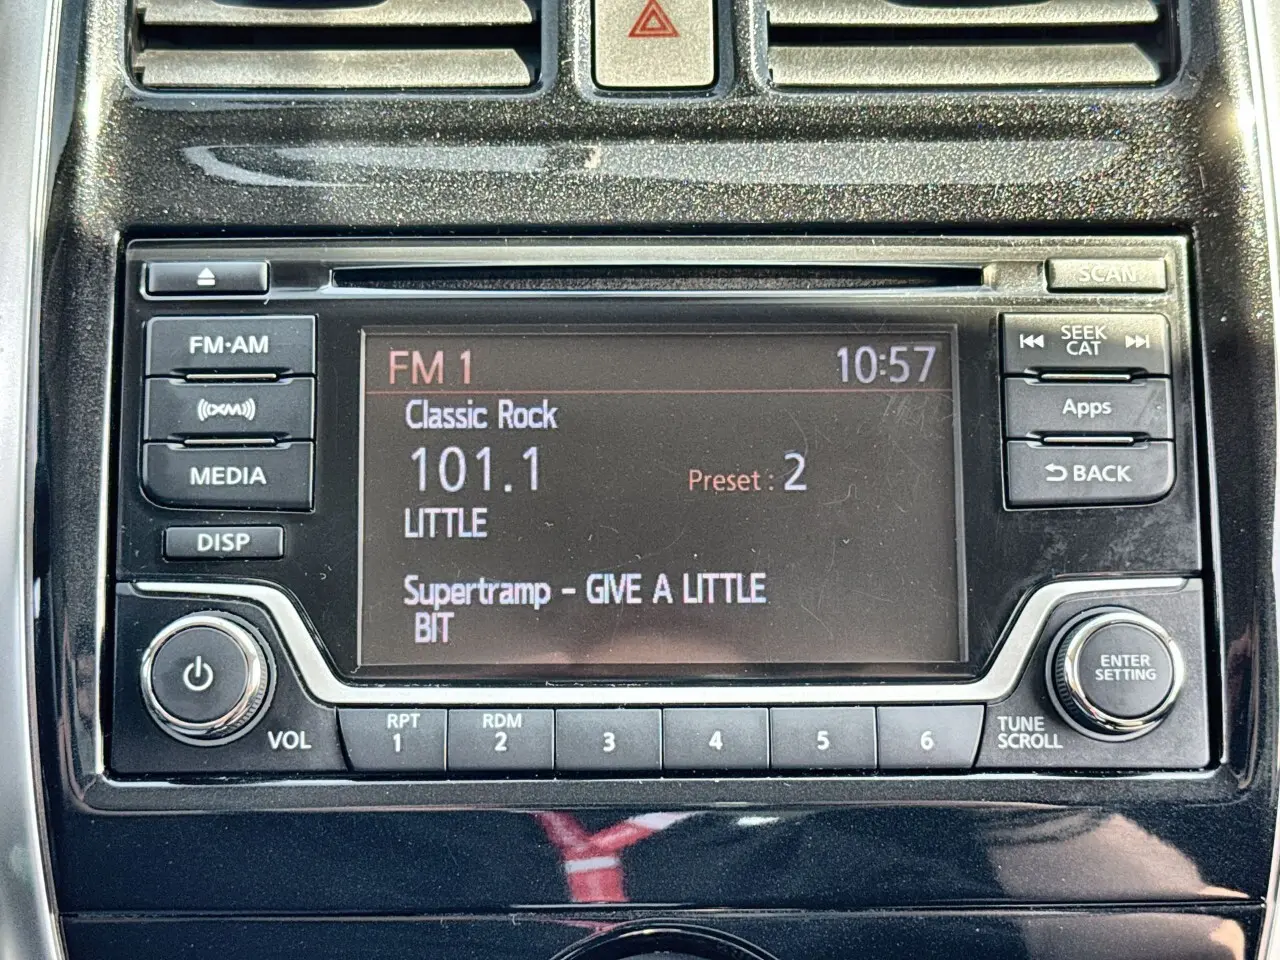 SCAN
FM·AM
SEEK
CAT
FM 1 10:57
Classic Rock
((XM))
Apps
101.1
Preset : 2
MEDIA
BACK
LITTLE
DISP
Supertramp - GIVE A LITTLE
BIT
ENTER
SETTING
VOL
RPT
1
RDM
2
3
4
5
6
TUNE
SCROLL